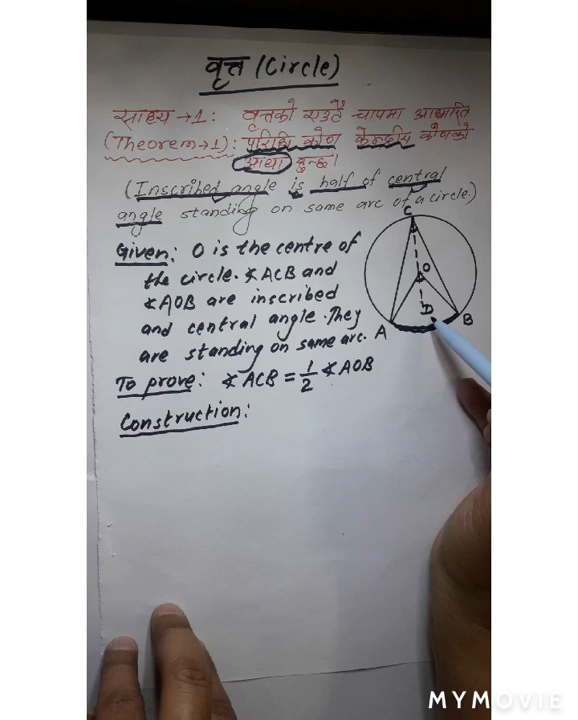 वृत्त (Circle)
साध्य→1: वृत्तको एउटै चापमा आधारित
(Theorem→1): परिधि कोण केन्द्रीय कोणको
आधा हुन्छ।
(Inscribed angle is half of central
angle standing on same arc of a circle.)
Given: O is the centre of
the circle. ∡ACB and
∡AOB are inscribed
and central angle. They
are standing on same arc.
To prove: ∡ACB = 1/2 ∡AOB
Construction:
C
O
D
A
B
MYMOVIE